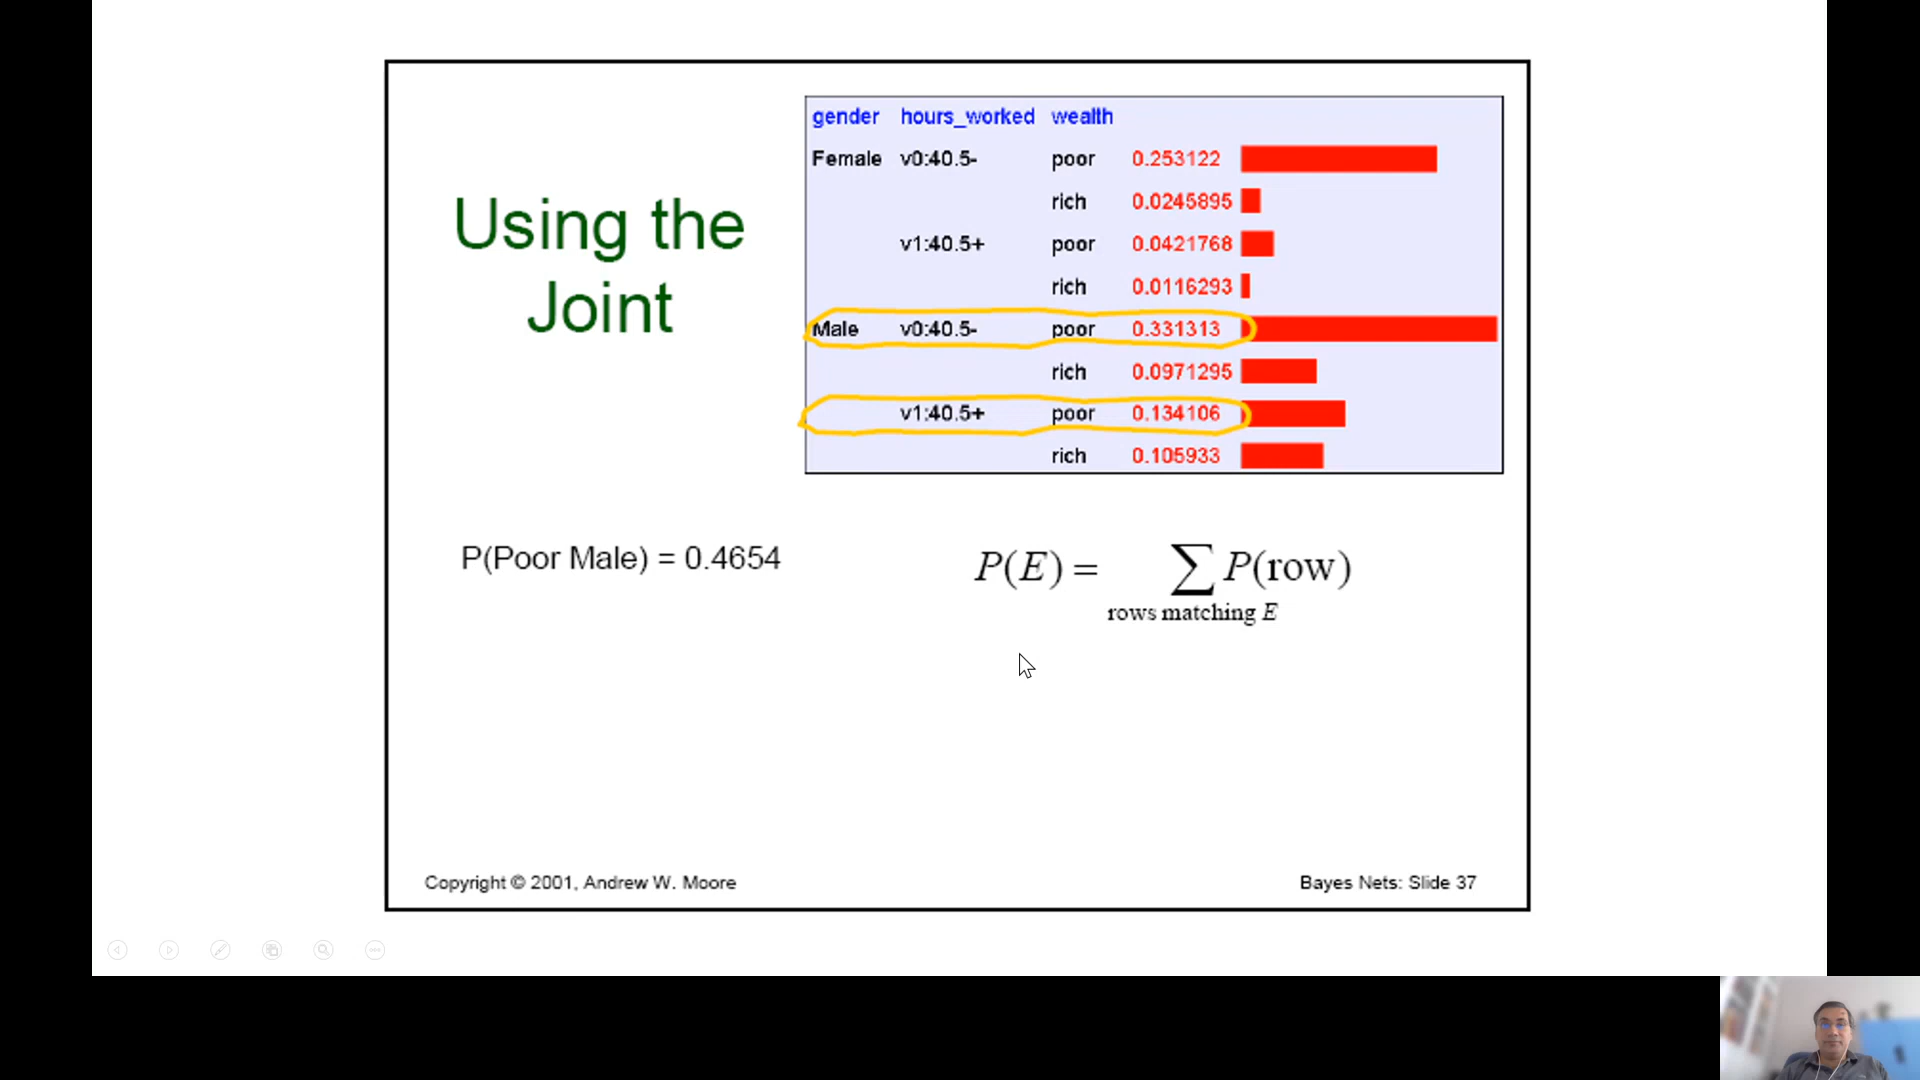 Using the
Joint
gender hours_worked wealth
Female v0:40.5- poor 0.253122
rich 0.0245895
v1:40.5+ poor 0.0421768
rich 0.0116293
Male v0:40.5- poor 0.331313
rich 0.0971295
v1:40.5+ poor 0.134106
rich 0.105933
P(Poor Male) = 0.4654
P(E) = ∑ P(row)
rows matching E
Copyright © 2001, Andrew W. Moore
Bayes Nets: Slide 37